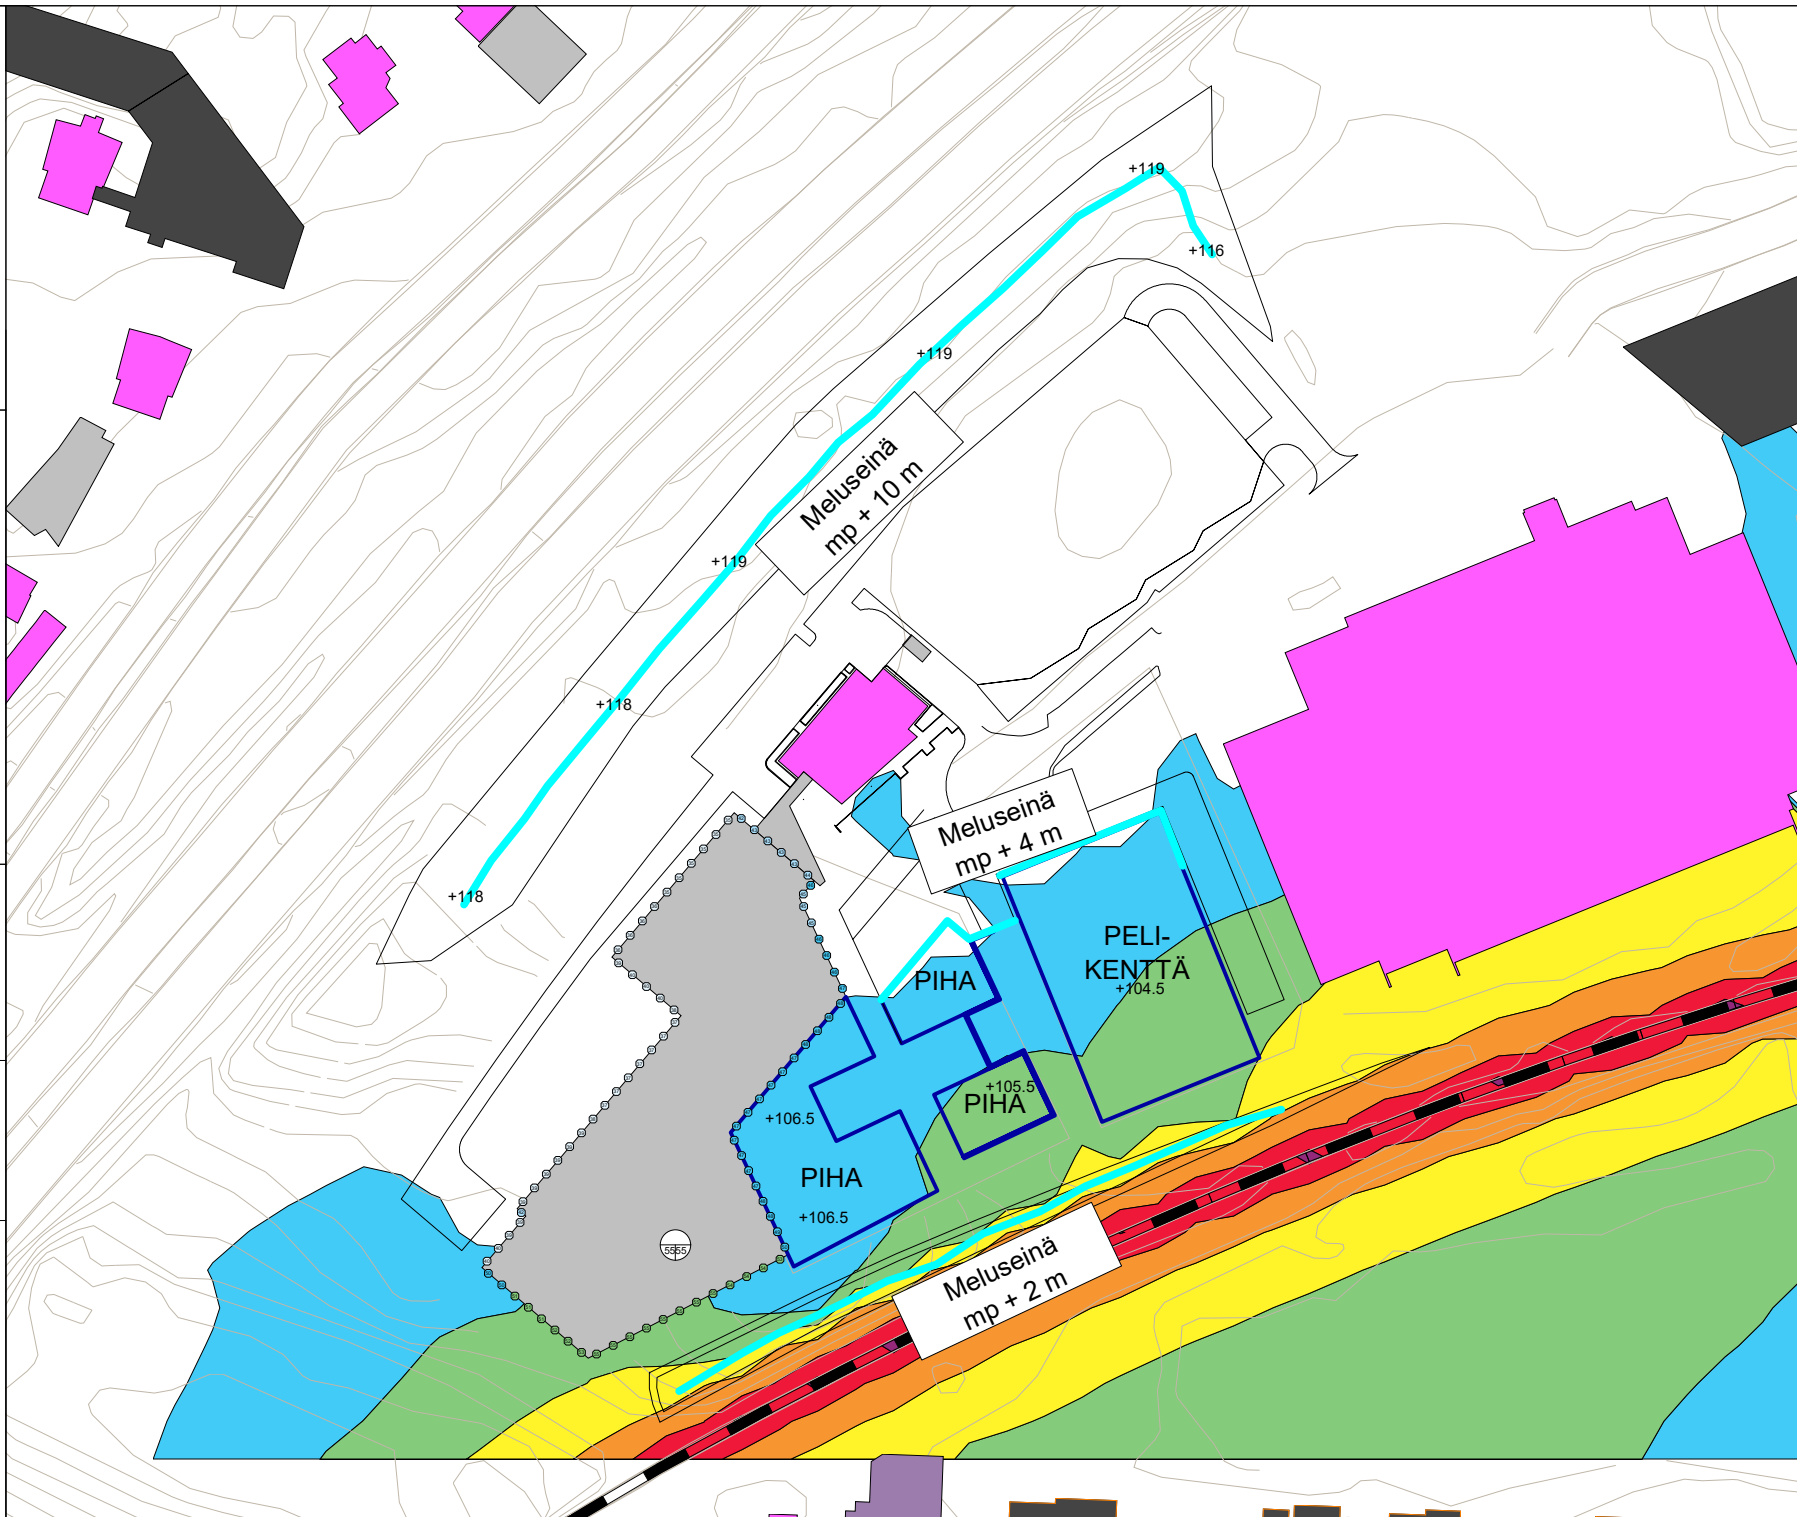 +119
+116
+119
Meluseinä
mp + 10 m
+119
+118
Meluseinä
mp + 4 m
+118
PELI-
KENTTÄ
+104.5
PIHA
+105.5
PIHA
+106.5
PIHA
+106.5
5555
Meluseinä
mp + 2 m